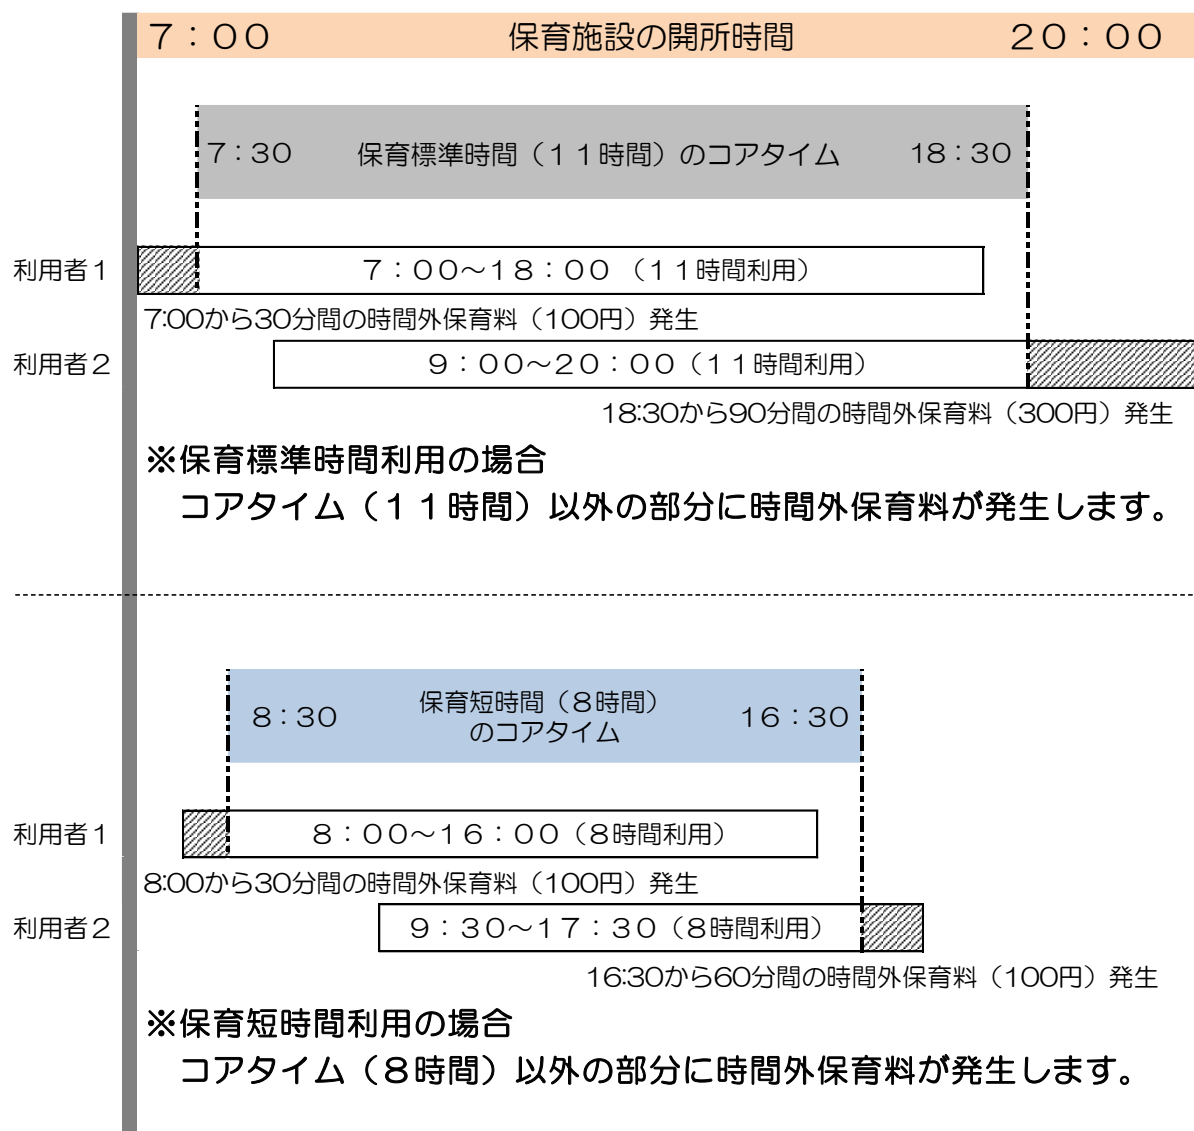 ７：００　保育施設の開所時間　２０：００
７：３０　保育標準時間（１１時間）のコアタイム　１８：３０
利用者１　７：００～１８：００（１１時間利用）
7:00から30分間の時間外保育料（100円）発生
利用者２　９：００～２０：００（１１時間利用）
18:30から90分間の時間外保育料（300円）発生
※保育標準時間利用の場合
コアタイム（１１時間）以外の部分に時間外保育料が発生します。
８：３０　保育短時間（８時間）　１６：３０
のコアタイム
利用者１　８：００～１６：００（８時間利用）
8:00から30分間の時間外保育料（100円）発生
利用者２　９：３０～１７：３０（８時間利用）
16:30から60分間の時間外保育料（100円）発生
※保育短時間利用の場合
コアタイム（８時間）以外の部分に時間外保育料が発生します。